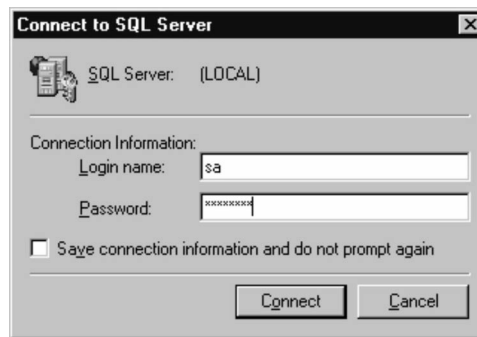 Connect to SQL Server
SQL Server: (LOCAL)
Connection Information:
Login name: sa
Password: ********
Save connection information and do not prompt again
Connect Cancel